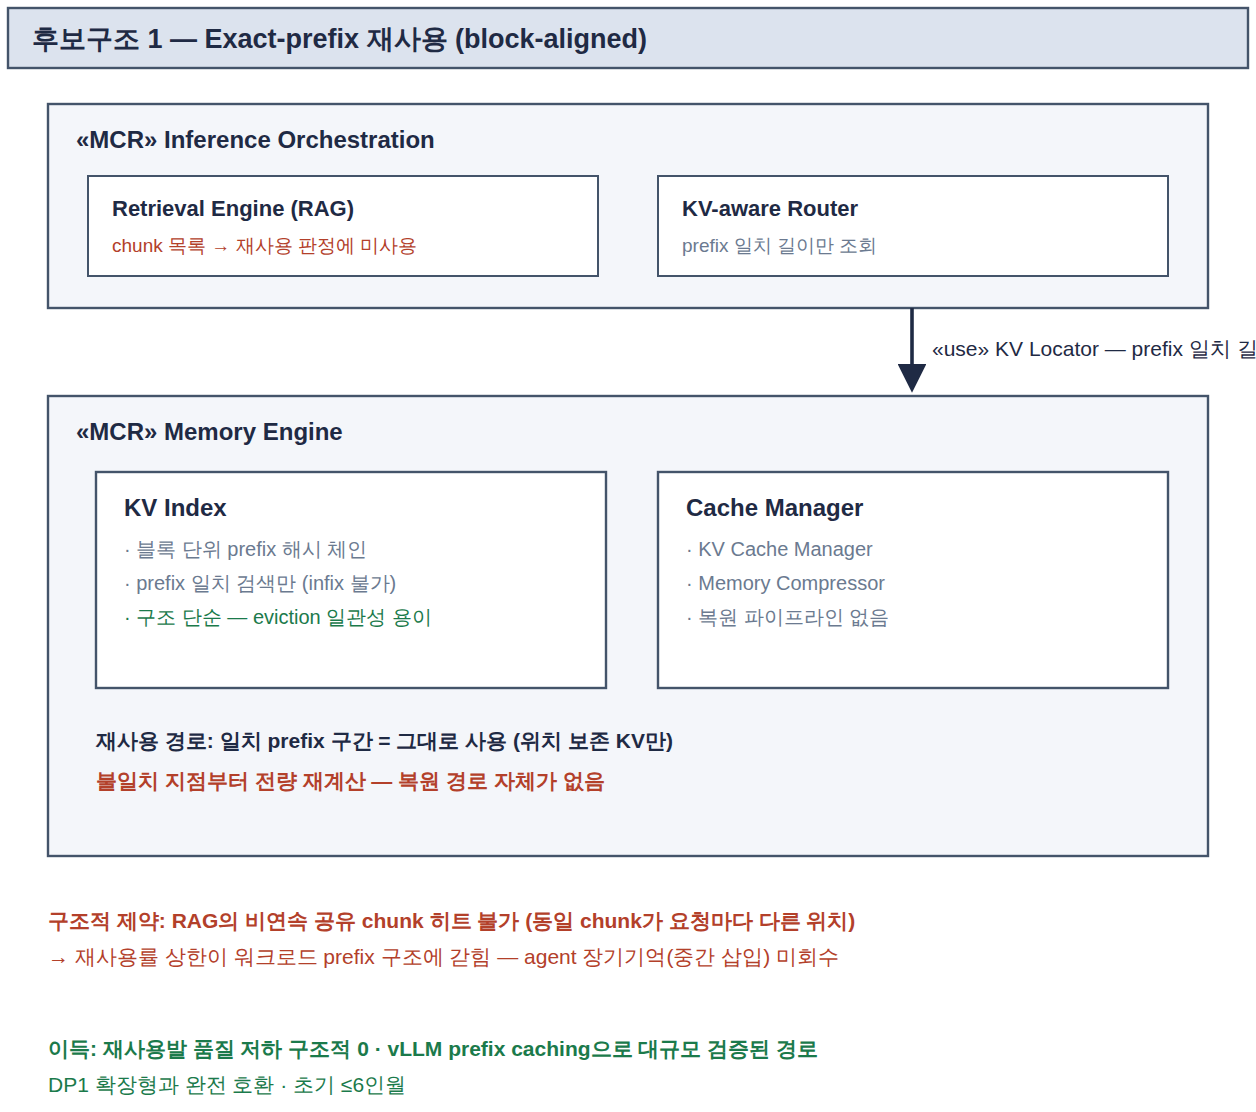 후보구조 1 — Exact-prefix 재사용 (block-aligned)
«MCR» Inference Orchestration
Retrieval Engine (RAG)
chunk 목록 → 재사용 판정에 미사용
KV-aware Router
prefix 일치 길이만 조회
«use» KV Locator — prefix 일치 길
«MCR» Memory Engine
KV Index
· 블록 단위 prefix 해시 체인
· prefix 일치 검색만 (infix 불가)
· 구조 단순 — eviction 일관성 용이
Cache Manager
· KV Cache Manager
· Memory Compressor
· 복원 파이프라인 없음
재사용 경로: 일치 prefix 구간 = 그대로 사용 (위치 보존 KV만)
불일치 지점부터 전량 재계산 — 복원 경로 자체가 없음
구조적 제약: RAG의 비연속 공유 chunk 히트 불가 (동일 chunk가 요청마다 다른 위치)
→ 재사용률 상한이 워크로드 prefix 구조에 갇힘 — agent 장기기억(중간 삽입) 미회수
이득: 재사용발 품질 저하 구조적 0 · vLLM prefix caching으로 대규모 검증된 경로
DP1 확장형과 완전 호환 · 초기 ≤6인월